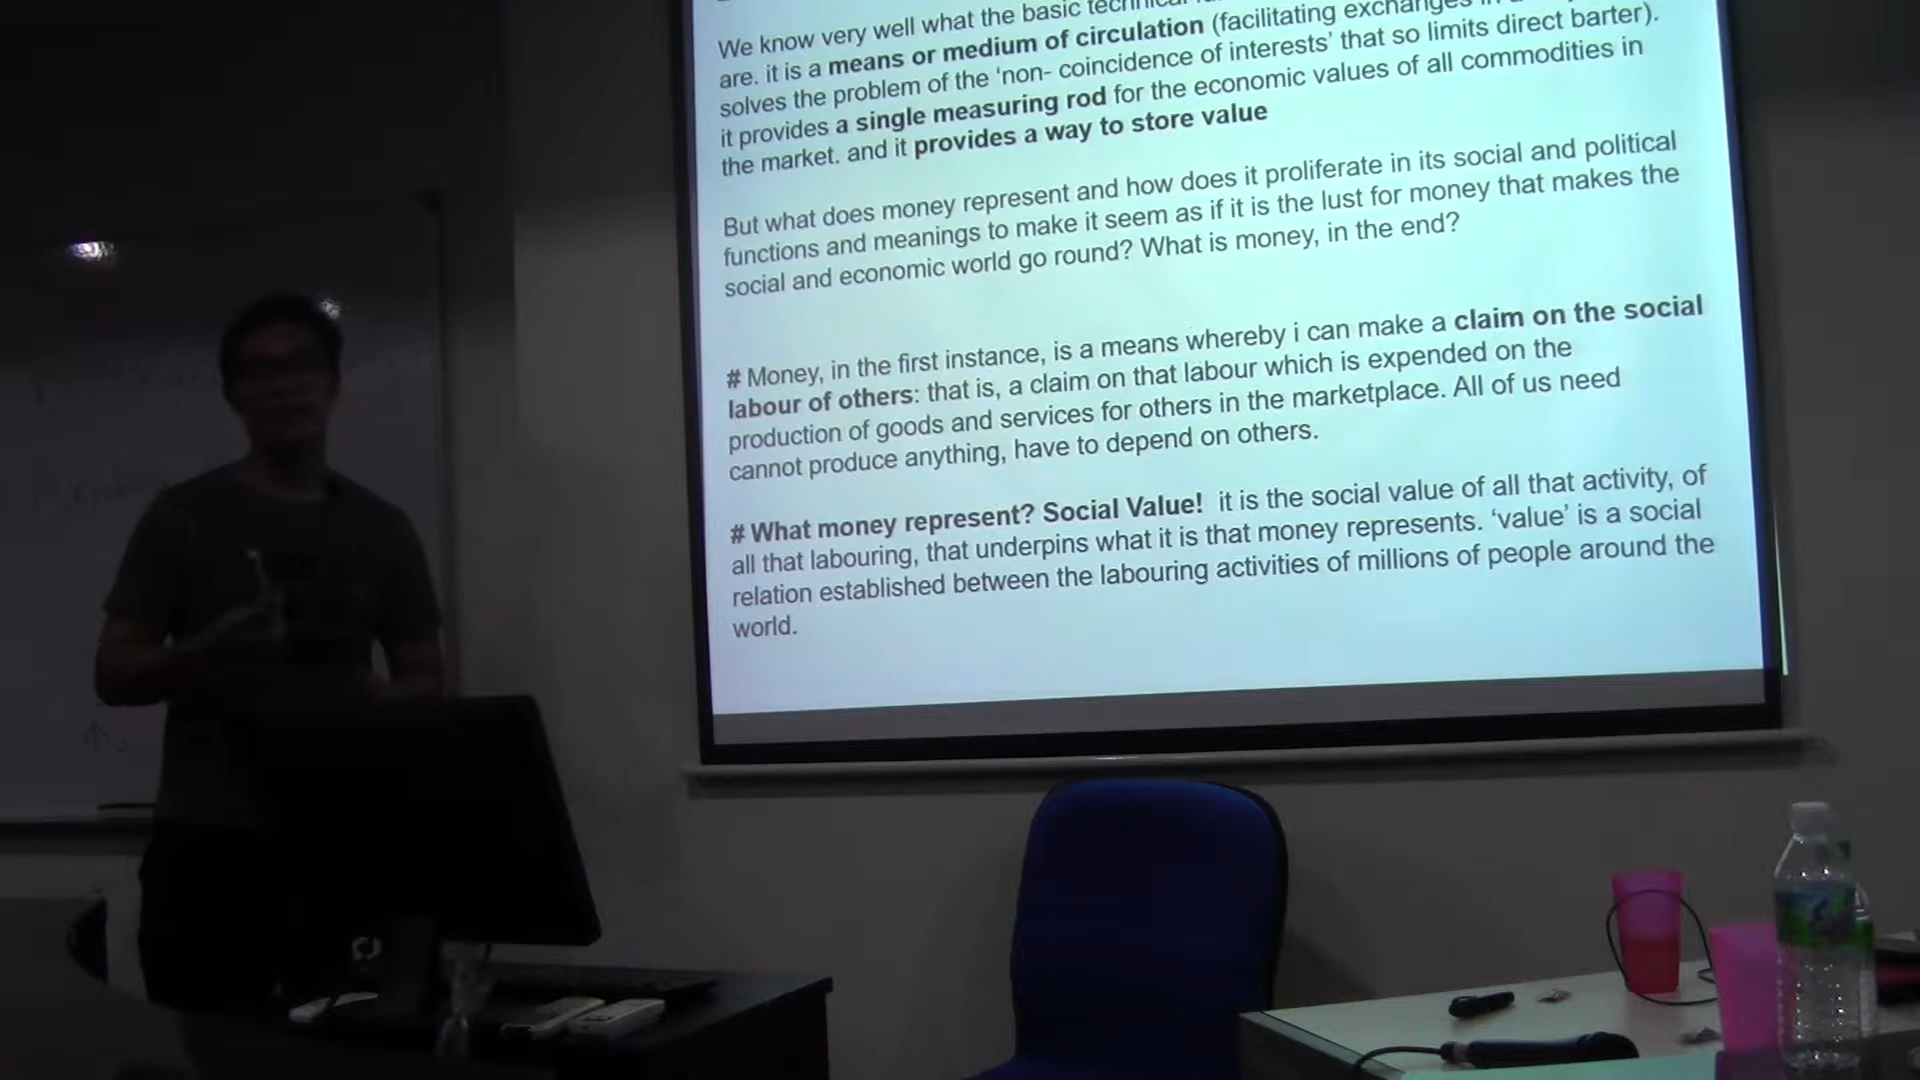 We know very well what the basic technical
are. it is a means or medium of circulation (facilitating exchanges in
solves the problem of the ‘non- coincidence of interests’ that so limits direct barter).
it provides a single measuring rod for the economic values of all commodities in
the market. and it provides a way to store value
But what does money represent and how does it proliferate in its social and political
functions and meanings to make it seem as if it is the lust for money that makes the
social and economic world go round? What is money, in the end?
# Money, in the first instance, is a means whereby i can make a claim on the social
labour of others: that is, a claim on that labour which is expended on the
production of goods and services for others in the marketplace. All of us need
cannot produce anything, have to depend on others.
# What money represent? Social Value! it is the social value of all that activity, of
all that labouring, that underpins what it is that money represents. ‘value’ is a social
relation established between the labouring activities of millions of people around the
world.